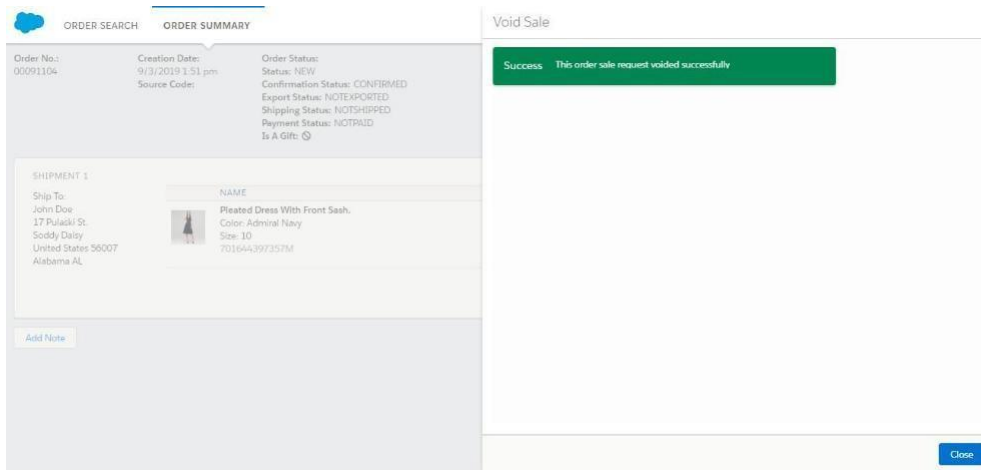 ORDER SEARCH
ORDER SUMMARY
Order No.:
00091104
Creation Date:
9/3/2019 1:51 pm
Source Code:
Order Status:
Status: NEW
Confirmation Status: CONFIRMED
Export Status: NOTEXPORTED
Shipping Status: NOTSHIPPED
Payment Status: NOTPAID
Is A Gift:
SHIPMENT 1
Ship To:
John Doe
17 Pulacki St.
Soddy Daisy
United States 56007
Alabama AL
NAME
Pleated Dress With Front Sash.
Color: Admiral Navy
Size: 10
701644397357M
Add Note
Void Sale
Success This order sale request voided successfully
Close